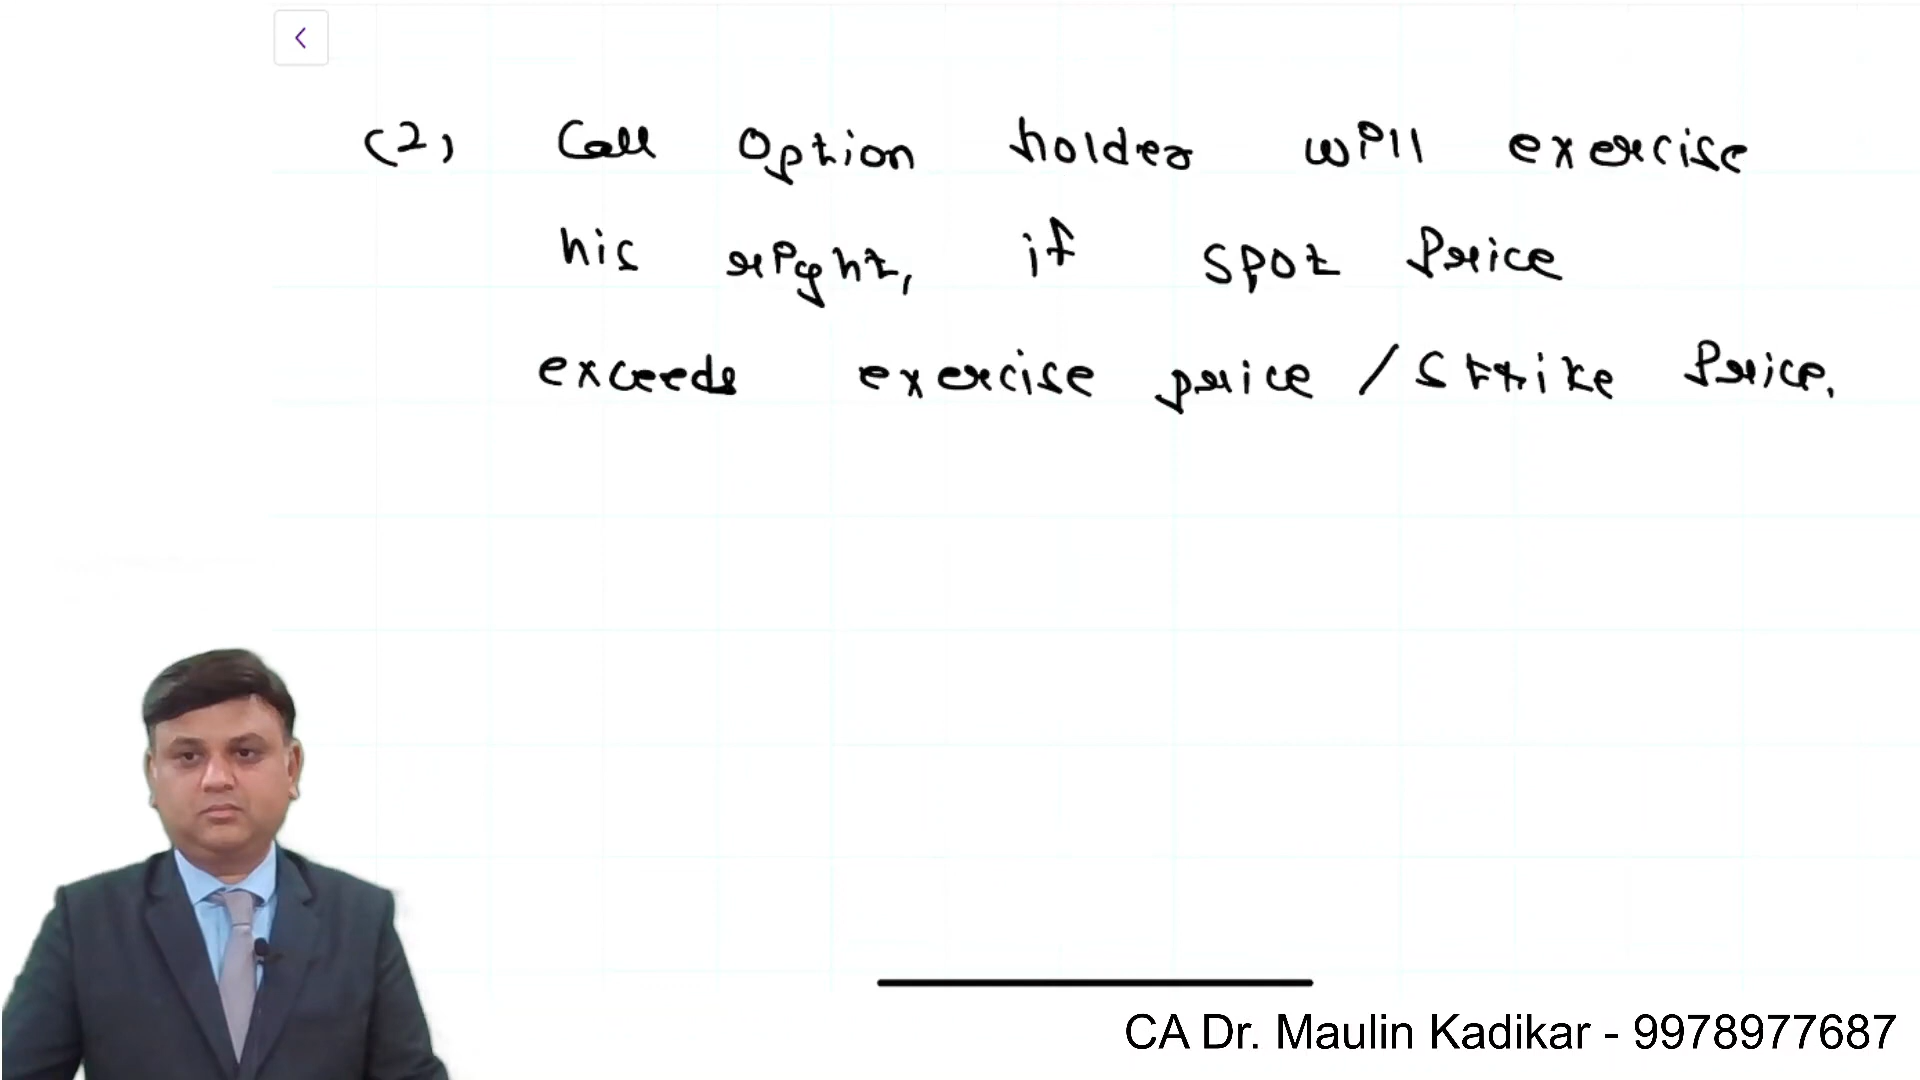 (2) Call Option holder will exercise
his right, if spot Price
exceeds exercise price / Strike Price.
CA Dr. Maulin Kadikar - 9978977687